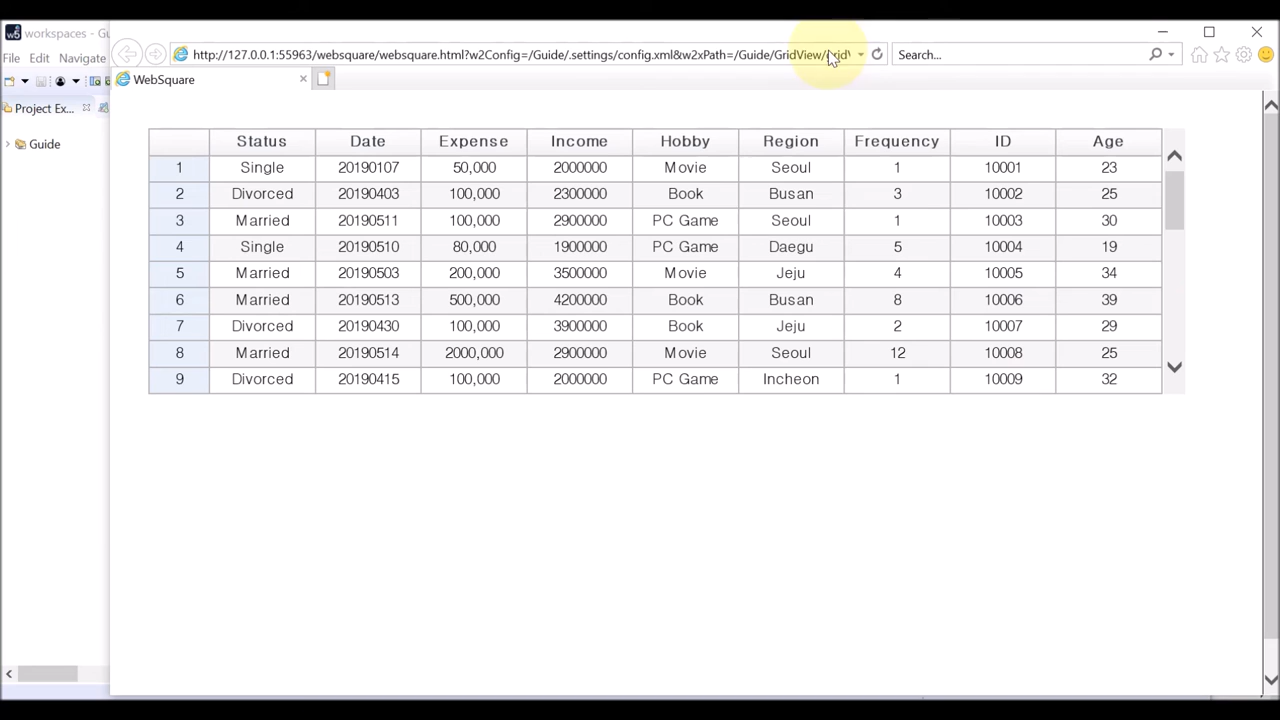 workspaces - Gu
File Edit Navigate
Project Ex...
Guide
http://127.0.0.1:55963/websquare/websquare.html?w2Config=/Guide/.settings/config.xml&w2xPath=/Guide/GridView/
Search...
WebSquare
Status Date Expense Income Hobby Region Frequency ID Age
1 Single 20190107 50,000 2000000 Movie Seoul 1 10001 23
2 Divorced 20190403 100,000 2300000 Book Busan 3 10002 25
3 Married 20190511 100,000 2900000 PC Game Seoul 1 10003 30
4 Single 20190510 80,000 1900000 PC Game Daegu 5 10004 19
5 Married 20190503 200,000 3500000 Movie Jeju 4 10005 34
6 Married 20190513 500,000 4200000 Book Busan 8 10006 39
7 Divorced 20190430 100,000 3900000 Book Jeju 2 10007 29
8 Married 20190514 2000,000 2900000 Movie Seoul 12 10008 25
9 Divorced 20190415 100,000 2000000 PC Game Incheon 1 10009 32